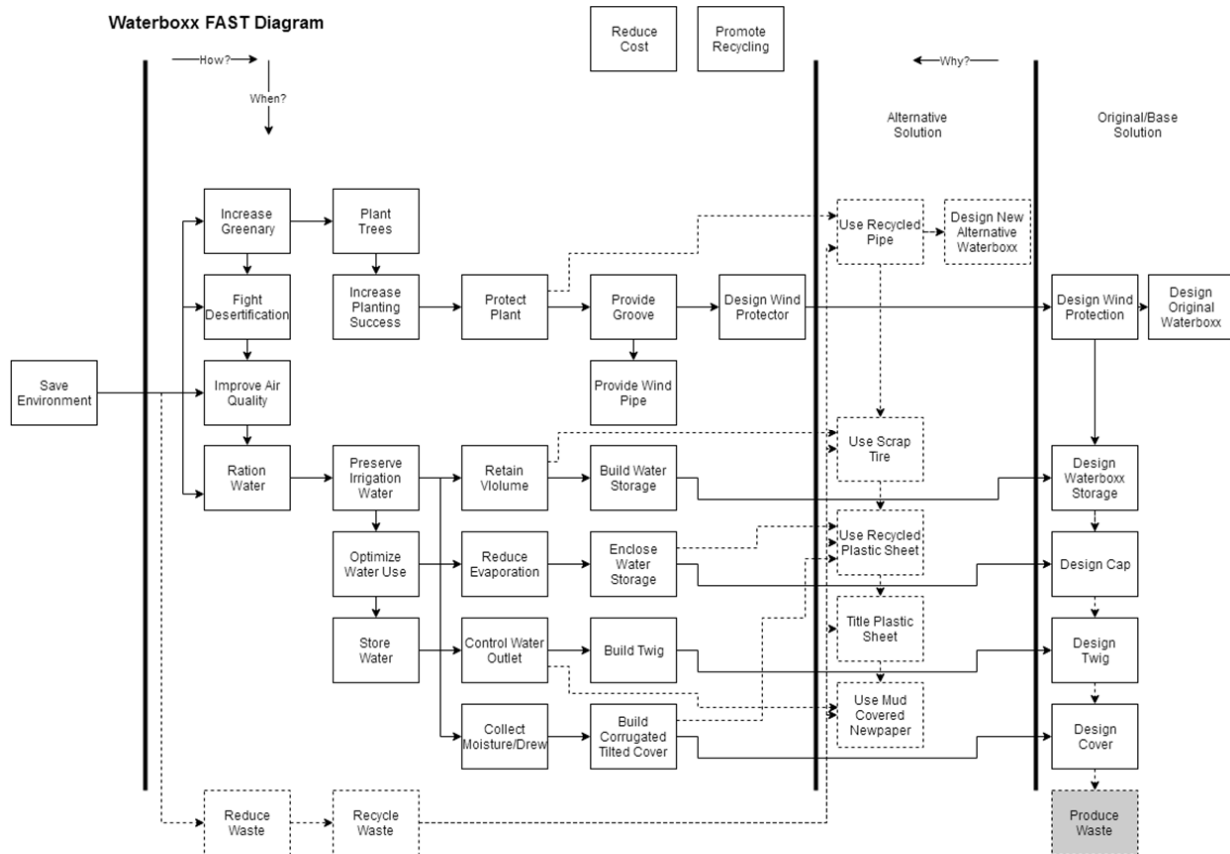 Waterboxx FAST Diagram
Reduce
Cost
Promote
Recycling
How?
When?
Why?
Alternative
Solution
Original/Base
Solution
Increase
Greenary
Plant
Trees
Use Recycled
Pipe
Design New
Alternative
Waterboxx
Fight
Desertification
Increase
Planting
Success
Protect
Plant
Provide
Groove
Design Wind
Protector
Design Wind
Protection
Design
Original
Waterboxx
Save
Environment
Improve Air
Quality
Provide Wind
Pipe
Ration
Water
Preserve
Irrigation
Water
Retain
Vlolume
Build Water
Storage
Use Scrap
Tire
Design
Waterboxx
Storage
Optimize
Water Use
Reduce
Evaporation
Enclose
Water
Storage
Use Recycled
Plastic Sheet
Design Cap
Store
Water
Control Water
Outlet
Build Twig
Title Plastic
Sheet
Design
Twig
Collect
Moisture/Drew
Build
Corrugated
Tilted Cover
Use Mud
Covered
Newpaper
Design
Cover
Reduce
Waste
Recycle
Waste
Produce
Waste